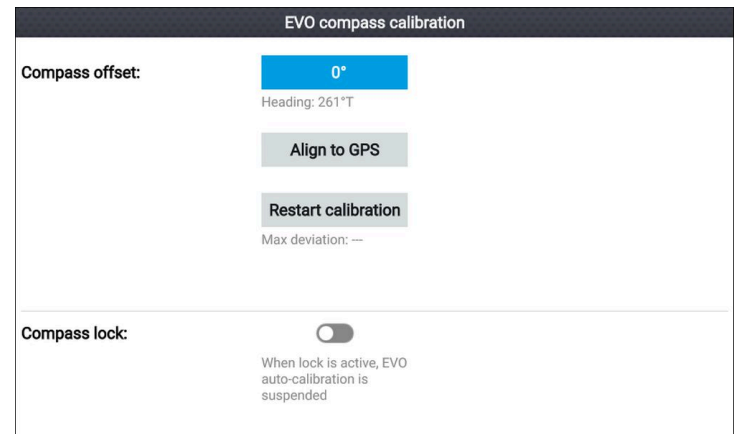 EVO compass calibration
Compass offset:
0°
Heading: 261°T
Align to GPS
Restart calibration
Max deviation: ---
Compass lock:
When lock is active, EVO
auto-calibration is
suspended